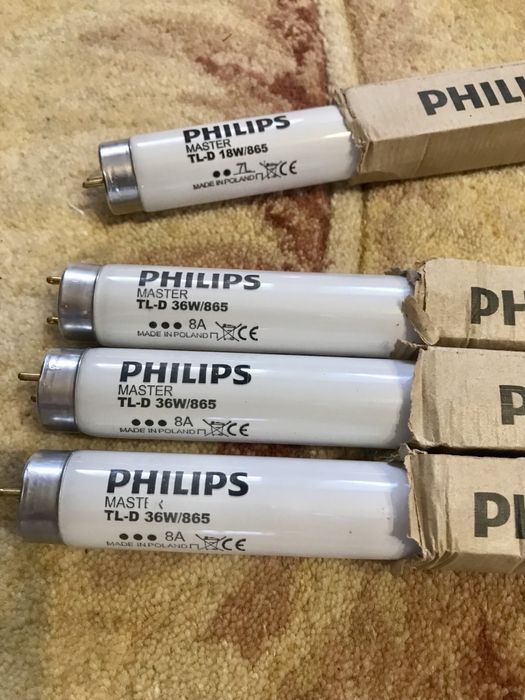 PHILIPS
MASTER
TL-D 18W/865
7L
MADE IN POLAND CE
PHIL
PHILIPS
MASTER
TL-D 36W/865
8A
MADE IN POLAND CE
PH
PHILIPS
MASTER
TL-D 36W/865
8A
MADE IN POLAND CE
P
PHILIPS
MAST
TL-D 36W/865
8A
MADE IN POLAND CE
PH